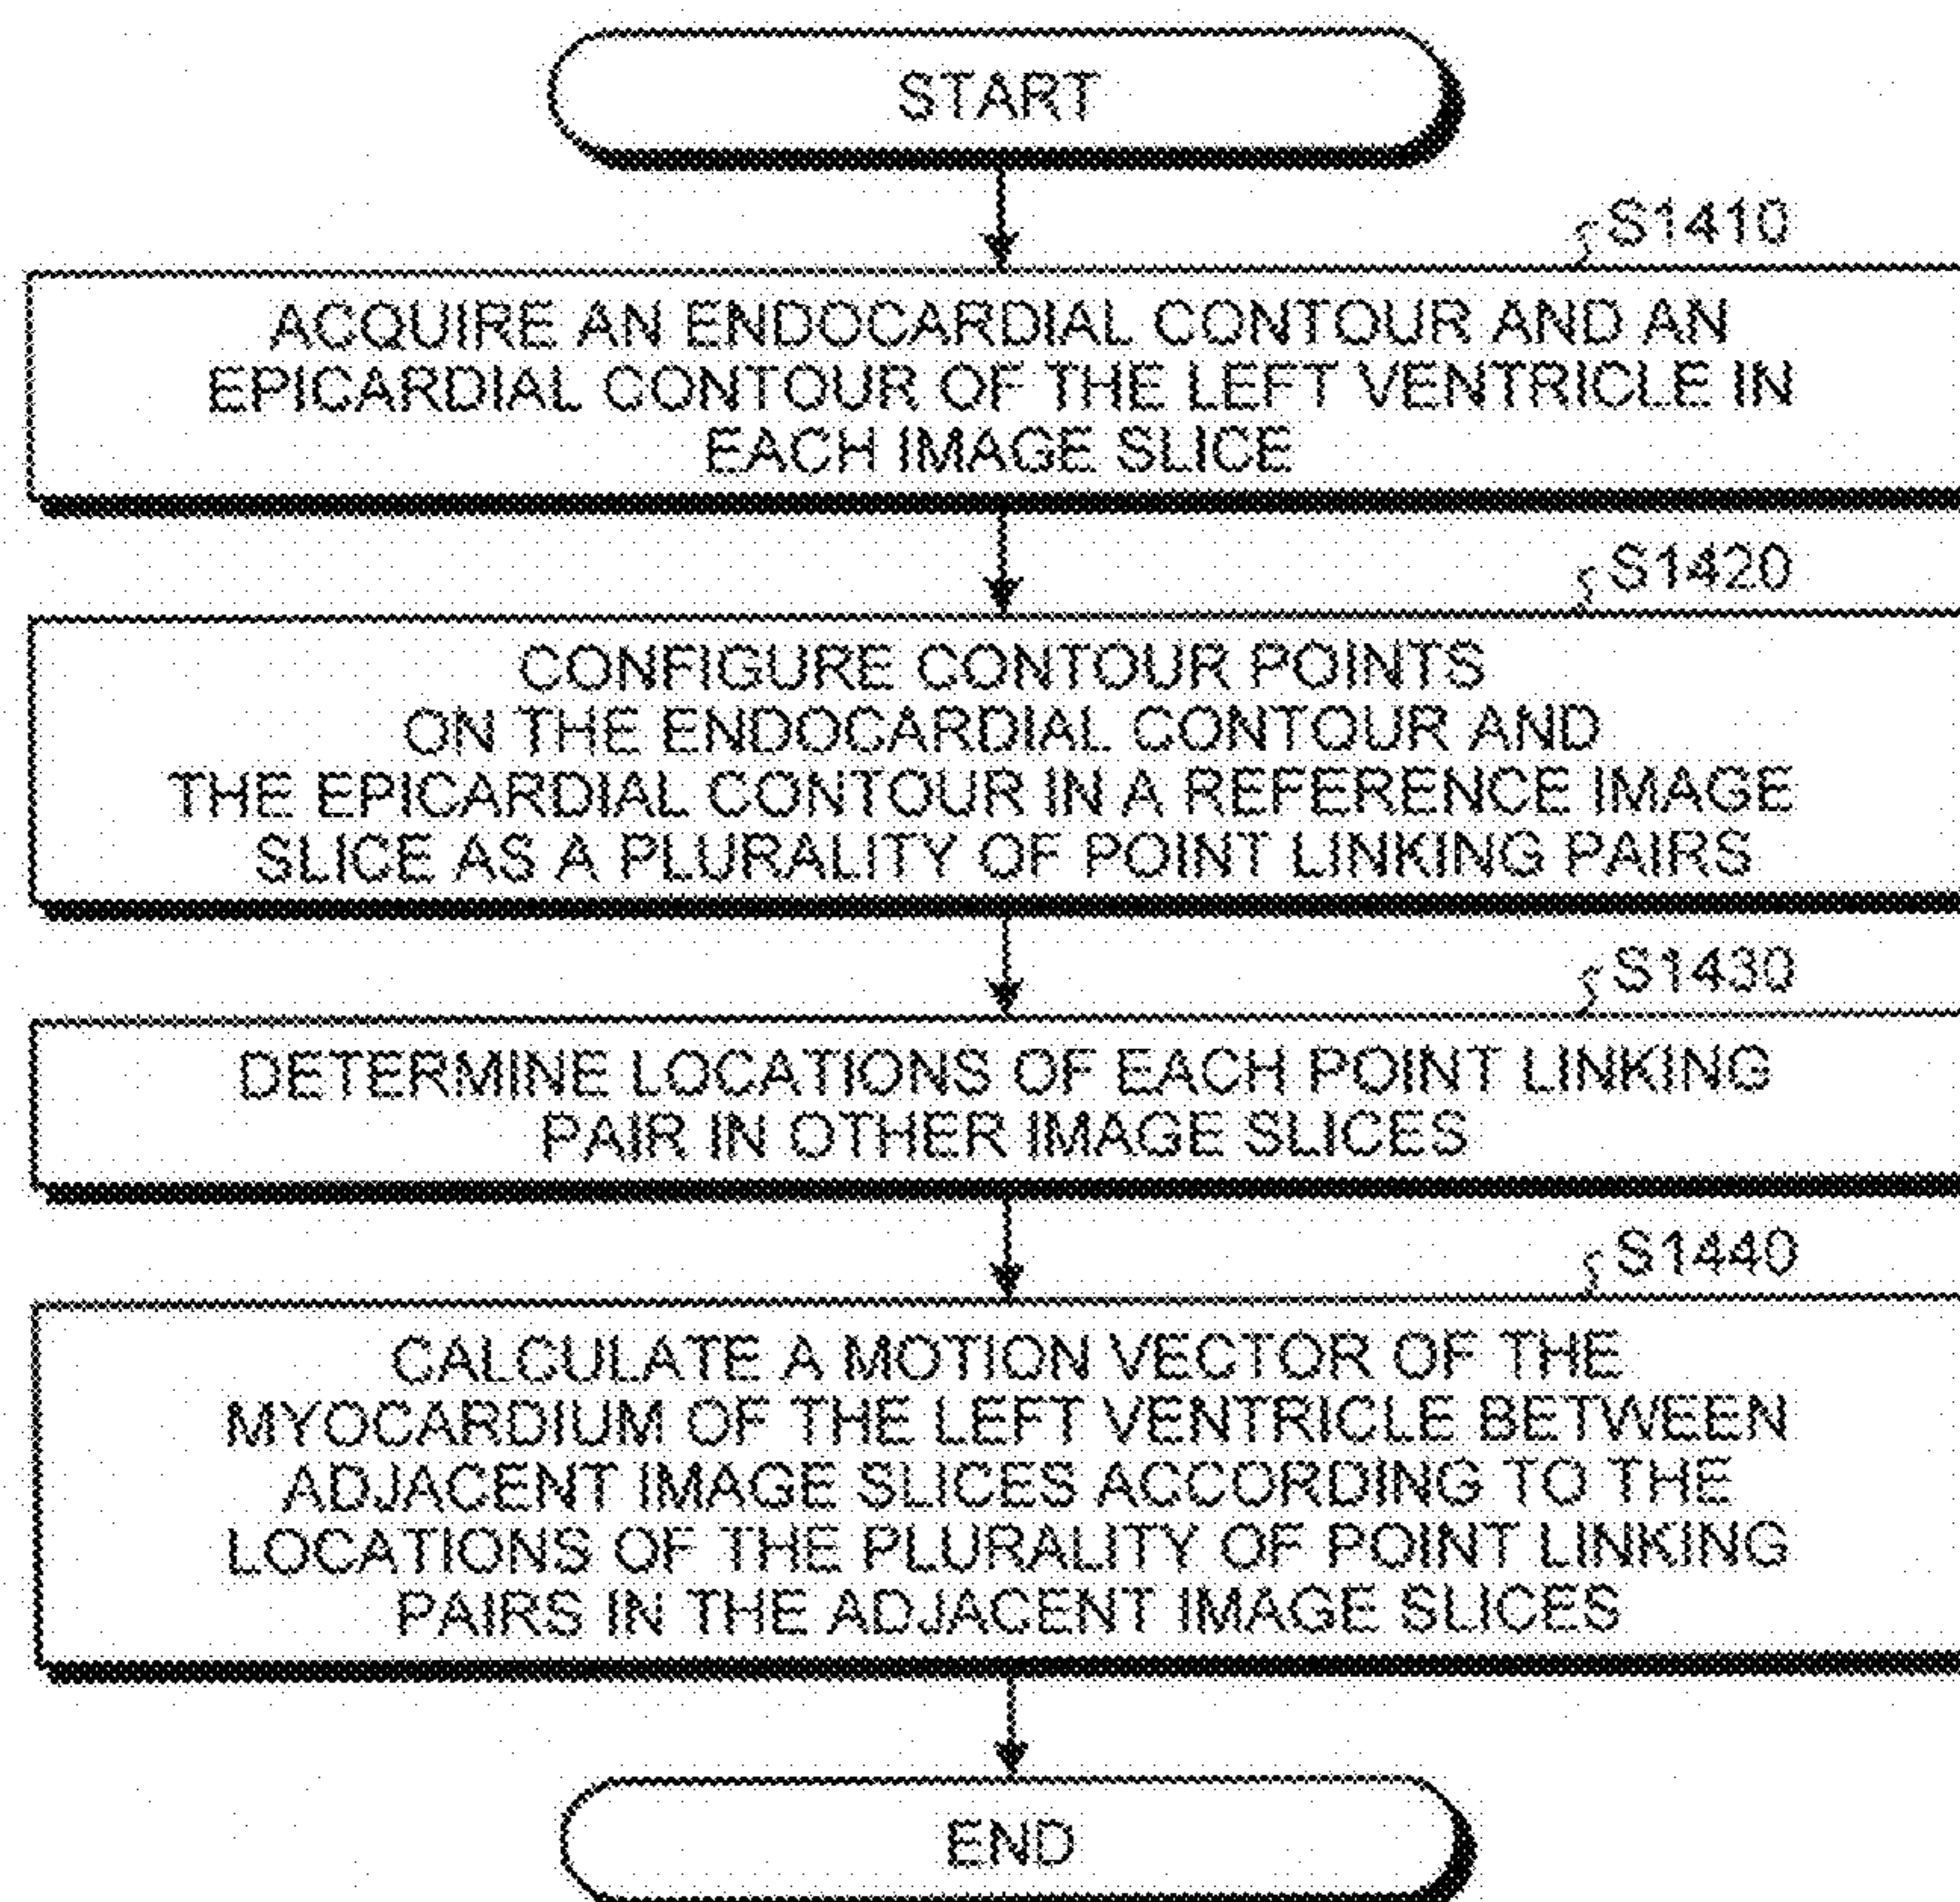 START
S1410
ACQUIRE AN ENDOCARDIAL CONTOUR AND AN
EPICARDIAL CONTOUR OF THE LEFT VENTRICLE IN
EACH IMAGE SLICE
S1420
CONFIGURE CONTOUR POINTS
ON THE ENDOCARDIAL CONTOUR AND
THE EPICARDIAL CONTOUR IN A REFERENCE IMAGE
SLICE AS A PLURALITY OF POINT LINKING PAIRS
S1430
DETERMINE LOCATIONS OF EACH POINT LINKING
PAIR IN OTHER IMAGE SLICES
S1440
CALCULATE A MOTION VECTOR OF THE
MYOCARDIUM OF THE LEFT VENTRICLE BETWEEN
ADJACENT IMAGE SLICES ACCORDING TO THE
LOCATIONS OF THE PLURALITY OF POINT LINKING
PAIRS IN THE ADJACENT IMAGE SLICES
END